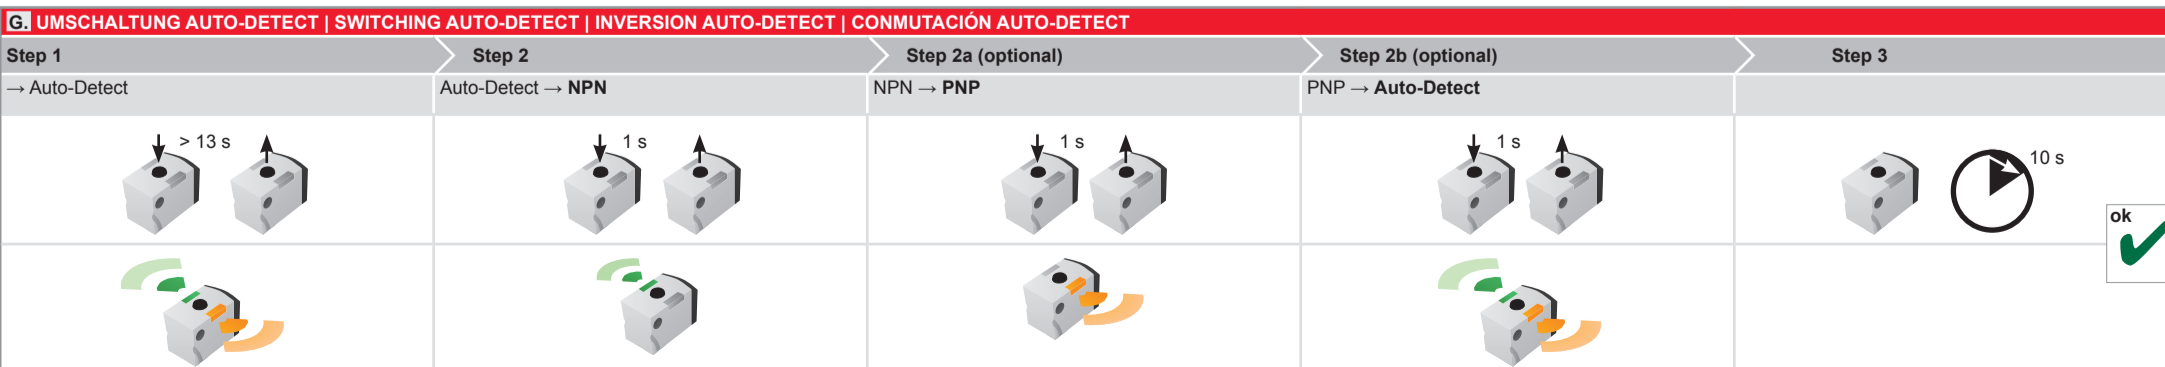 G. UMSCHALTUNG AUTO-DETECT | SWITCHING AUTO-DETECT | INVERSION AUTO-DETECT | CONMUTACIÓN AUTO-DETECT
Step 1
Step 2
Step 2a (optional)
Step 2b (optional)
Step 3
→ Auto-Detect
Auto-Detect → NPN
NPN → PNP
PNP → Auto-Detect
> 13 s
1 s
1 s
1 s
10 s
ok